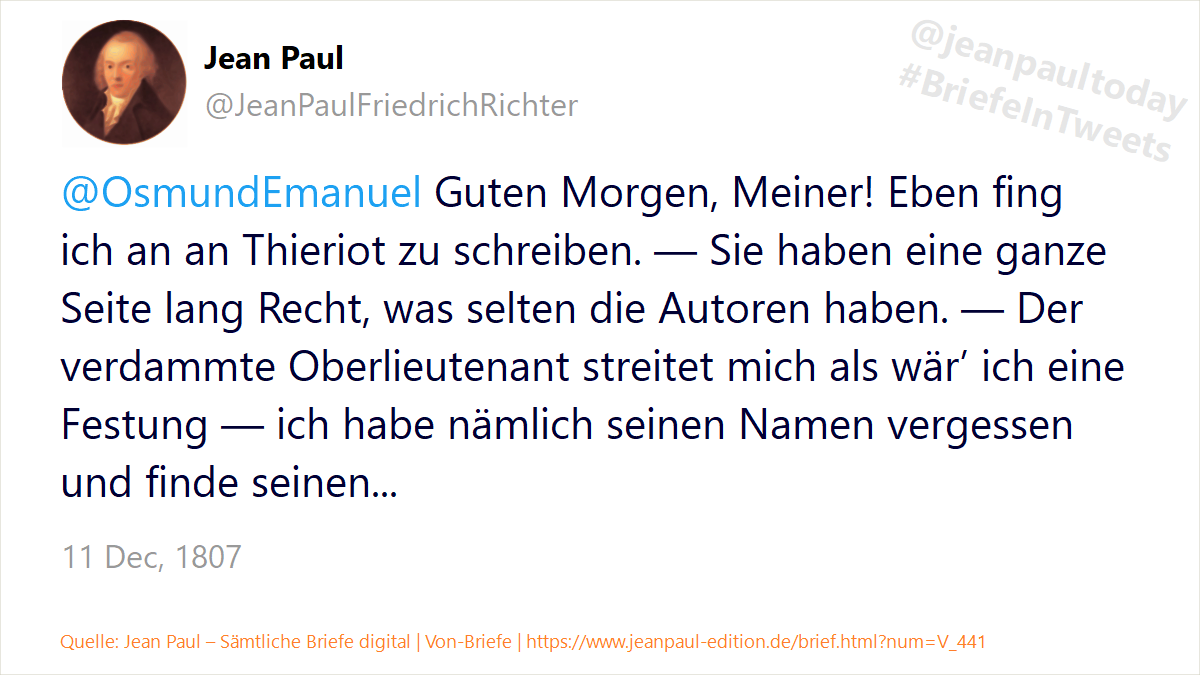 Jean Paul
@JeanPaulFriedrichRichter
@jeanpaultoday
#BriefeInTweets
@OsmundEmanuel Guten Morgen, Meiner! Eben fing
ich an an Thieriot zu schreiben. — Sie haben eine ganze
Seite lang Recht, was selten die Autoren haben. — Der
verdammte Oberlieutenant streitet mich als wär’ ich eine
Festung — ich habe nämlich seinen Namen vergessen
und finde seinen...
11 Dec, 1807
Quelle: Jean Paul – Sämtliche Briefe digital | Von-Briefe | https://www.jeanpaul-edition.de/brief.html?num=V_441